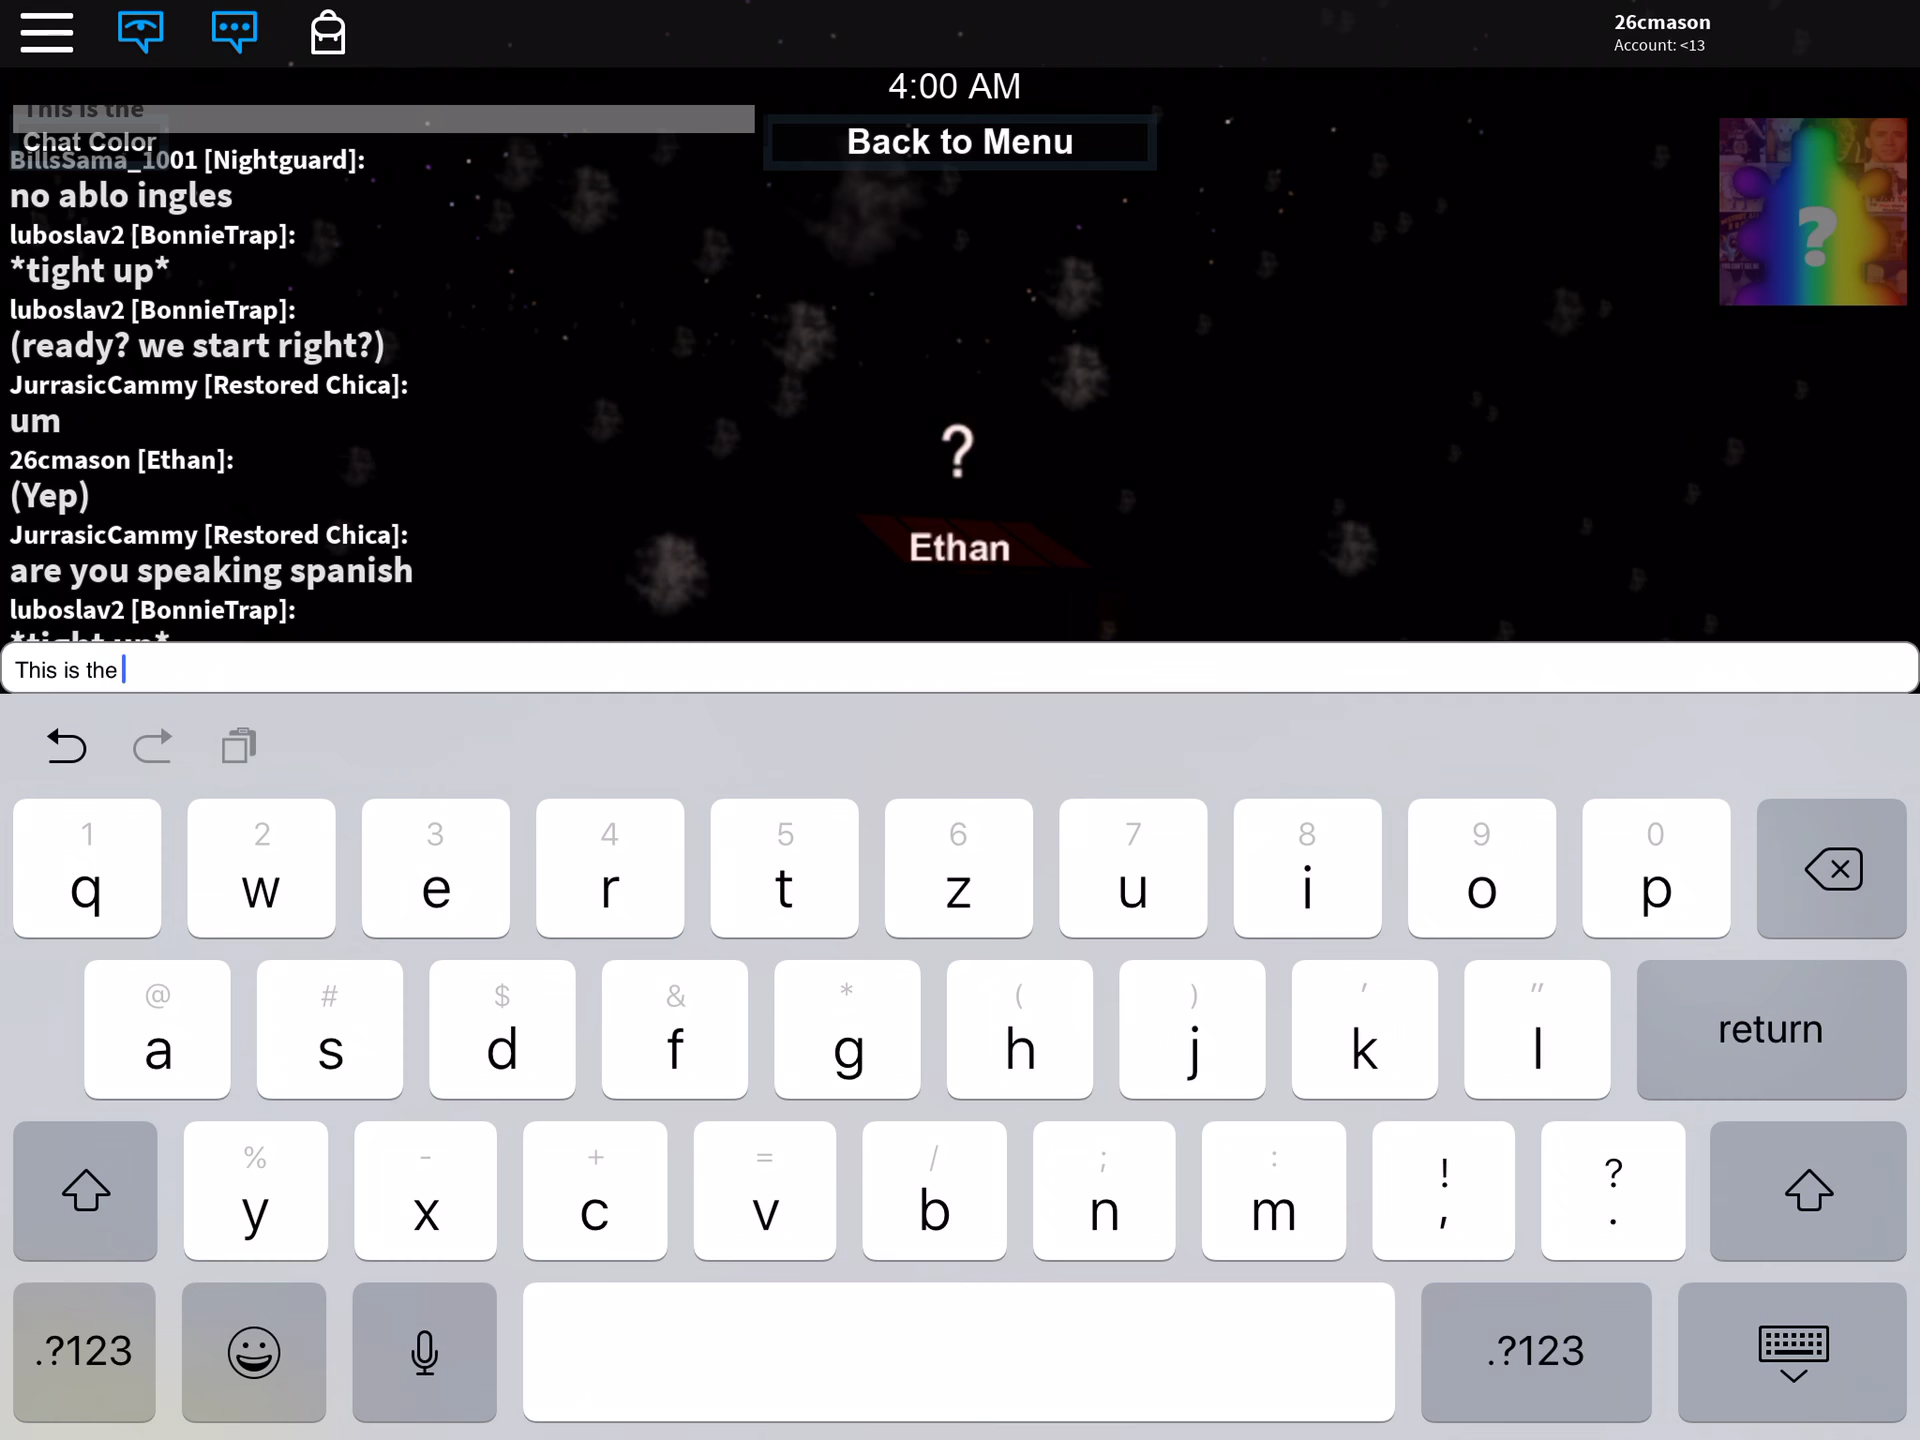 26cmason
Account: <13
4:00 AM
This is the
Chat Color
Back to Menu
BillsSama_1001 [Nightguard]:
no ablo ingles
luboslav2 [BonnieTrap]:
*tight up*
luboslav2 [BonnieTrap]:
(ready? we start right?)
JurrasicCammy [Restored Chica]:
um
26cmason [Ethan]:
(Yep)
JurrasicCammy [Restored Chica]:
are you speaking spanish
luboslav2 [BonnieTrap]:
*tight up*
?
?
Ethan
This is the
1 2 3 4 5 6 7 8 9 0
q w e r t z u i o p
@ # $ & * ( ) ' "
a s d f g h j k l return
% - + = / ; : ! ?
y x c v b n m , .
.?123 .?123